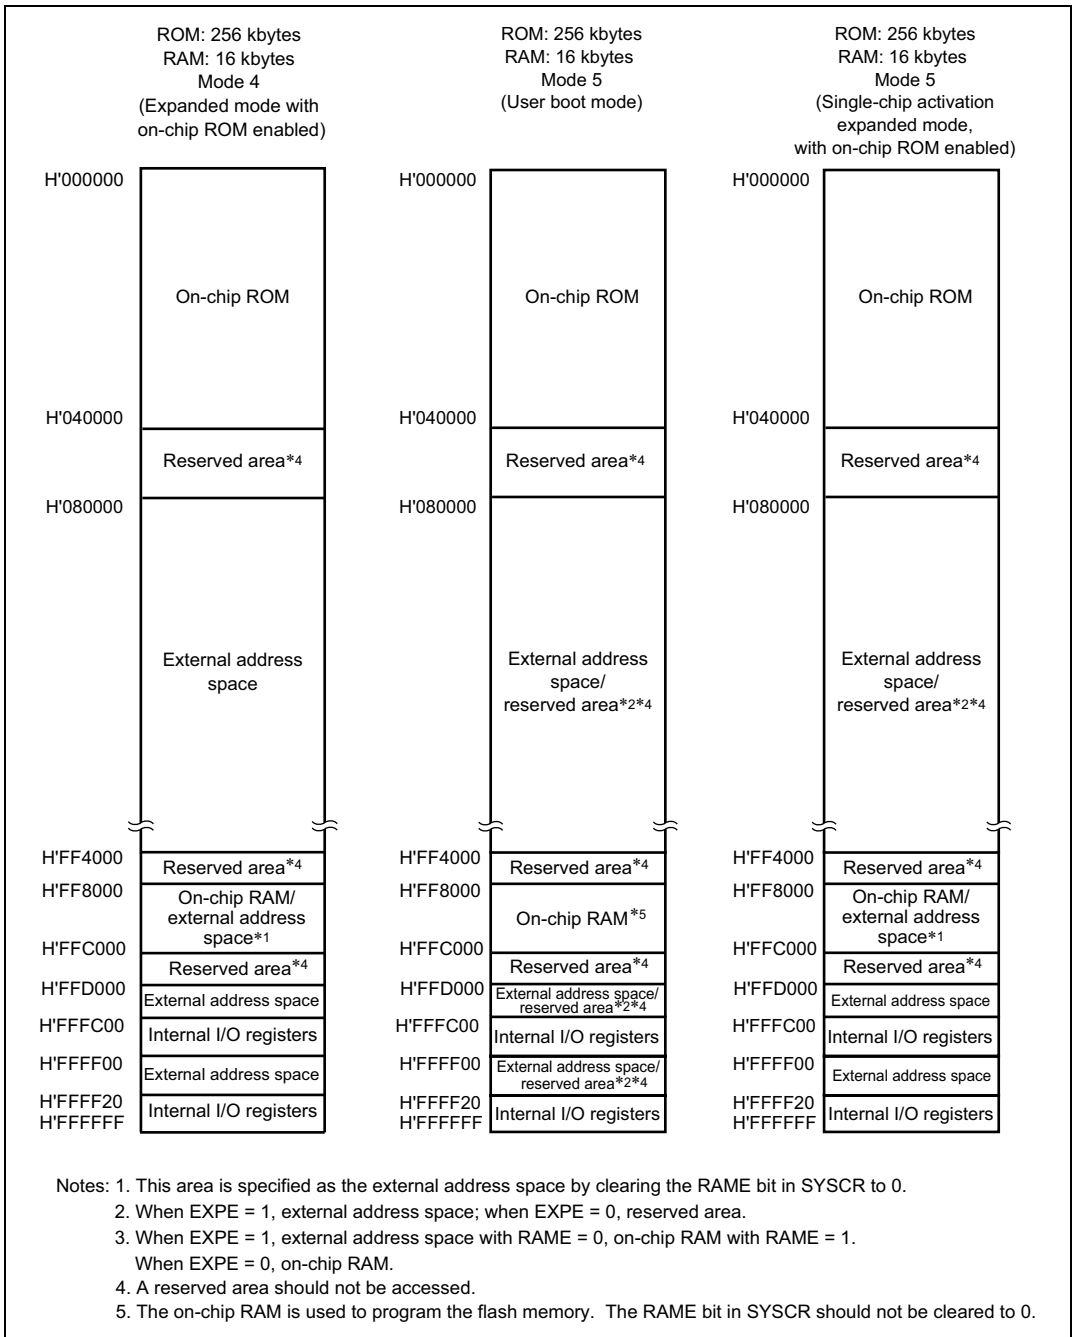 ROM: 256 kbytes
RAM: 16 kbytes
Mode 4
(Expanded mode with
on-chip ROM enabled)
H'000000
On-chip ROM
H'040000
Reserved area*4
H'080000
External address
space
H'FF4000
Reserved area*4
H'FF8000
On-chip RAM/
external address
space*1
H'FFC000
Reserved area*4
H'FFD000
External address space
H'FFFC00
Internal I/O registers
H'FFFF00
External address space
H'FFFF20
Internal I/O registers
H'FFFFFF
ROM: 256 kbytes
RAM: 16 kbytes
Mode 5
(User boot mode)
H'000000
On-chip ROM
H'040000
Reserved area*4
H'080000
External address
space/
reserved area*2*4
H'FF4000
Reserved area*4
H'FF8000
On-chip RAM*5
H'FFC000
Reserved area*4
H'FFD000
External address space/
reserved area*2*4
H'FFFC00
Internal I/O registers
H'FFFF00
External address space/
reserved area*2*4
H'FFFF20
Internal I/O registers
H'FFFFFF
ROM: 256 kbytes
RAM: 16 kbytes
Mode 5
(Single-chip activation
expanded mode,
with on-chip ROM enabled)
H'000000
On-chip ROM
H'040000
Reserved area*4
H'080000
External address
space/
reserved area*2*4
H'FF4000
Reserved area*4
H'FF8000
On-chip RAM/
external address
space*1
H'FFC000
Reserved area*4
H'FFD000
External address space
H'FFFC00
Internal I/O registers
H'FFFF00
External address space
H'FFFF20
Internal I/O registers
H'FFFFFF
Notes: 1. This area is specified as the external address space by clearing the RAME bit in SYSCR to 0.
2. When EXPE = 1, external address space; when EXPE = 0, reserved area.
3. When EXPE = 1, external address space with RAME = 0, on-chip RAM with RAME = 1.
When EXPE = 0, on-chip RAM.
4. A reserved area should not be accessed.
5. The on-chip RAM is used to program the flash memory. The RAME bit in SYSCR should not be cleared to 0.